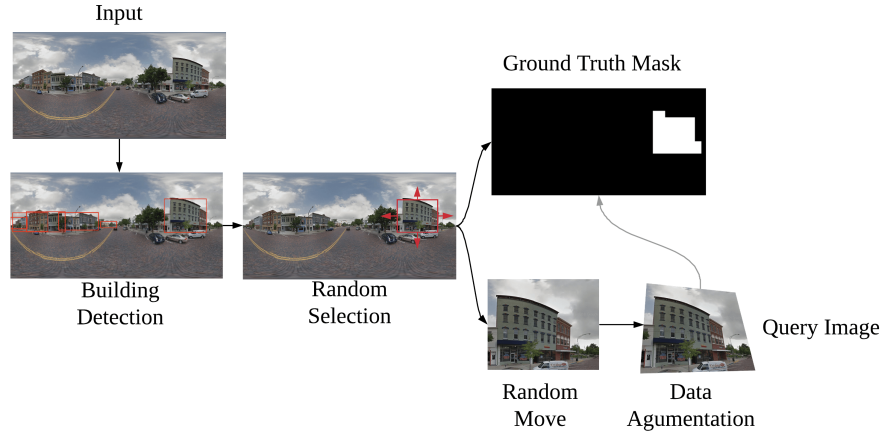 Input
Ground Truth Mask
Building
Detection
Random
Selection
Query Image
Random
Move
Data
Agumentation